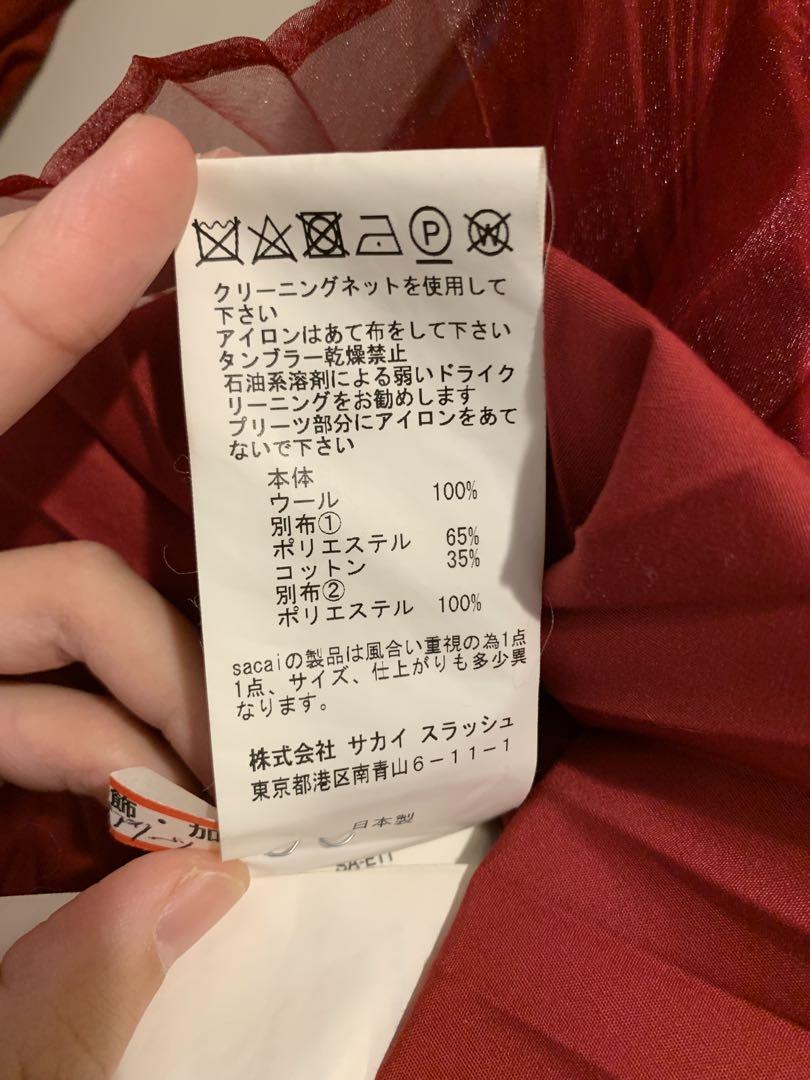 P W
クリーニングネットを使用して
下さい
アイロンはあて布をして下さい
タンブラー乾燥禁止
石油系溶剤による弱いドライク
リーニングをお勧めします
プリーツ部分にアイロンをあて
ないで下さい
本体
ウール 100%
別布①
ポリエステル 65%
コットン 35%
別布②
ポリエステル 100%
sacaiの製品は風合い重視の為1点
1点、サイズ、仕上がりも多少異
なります。
株式会社 サカイ スラッシュ
東京都港区南青山6-11-1
日本製
飾・加